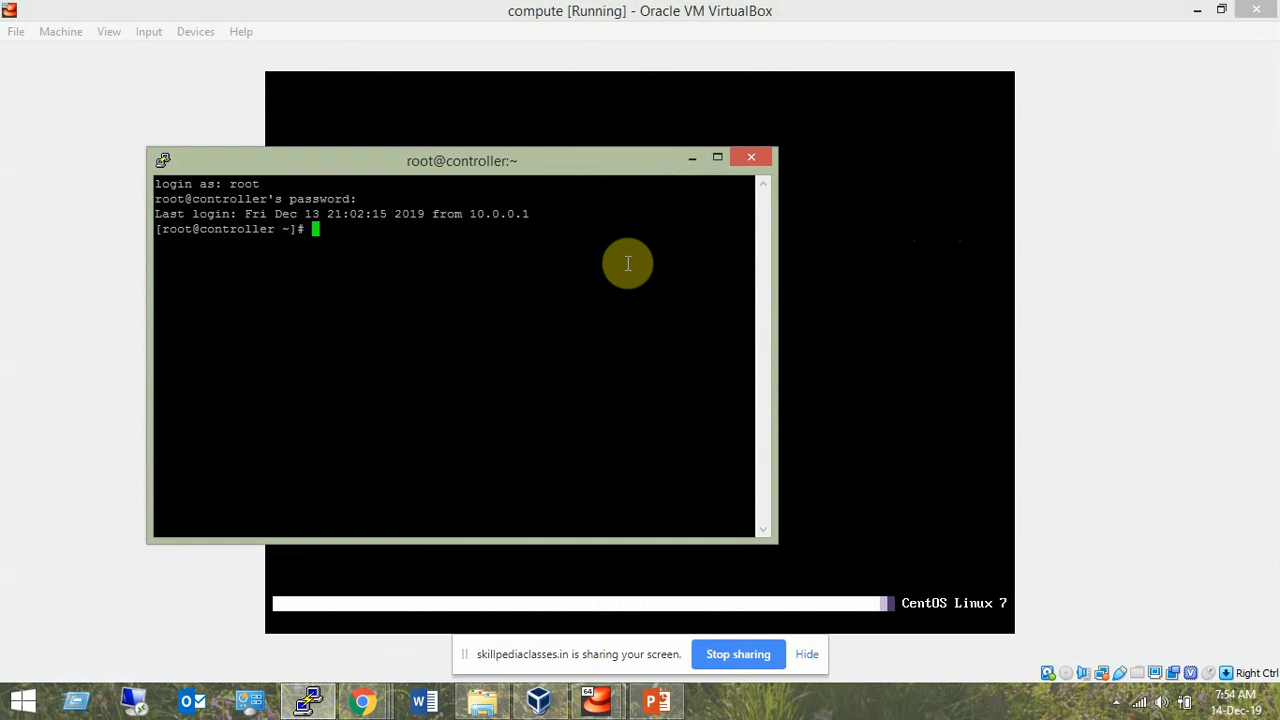 compute [Running] - Oracle VM VirtualBox
File Machine View Input Devices Help
root@controller:~
login as: root
root@controller's password:
Last login: Fri Dec 13 21:02:15 2019 from 10.0.0.1
[root@controller ~]#
CentOS Linux 7
skillpediaclasses.in is sharing your screen. Stop sharing Hide
Right Ctrl
64
7:54 AM
14-Dec-19